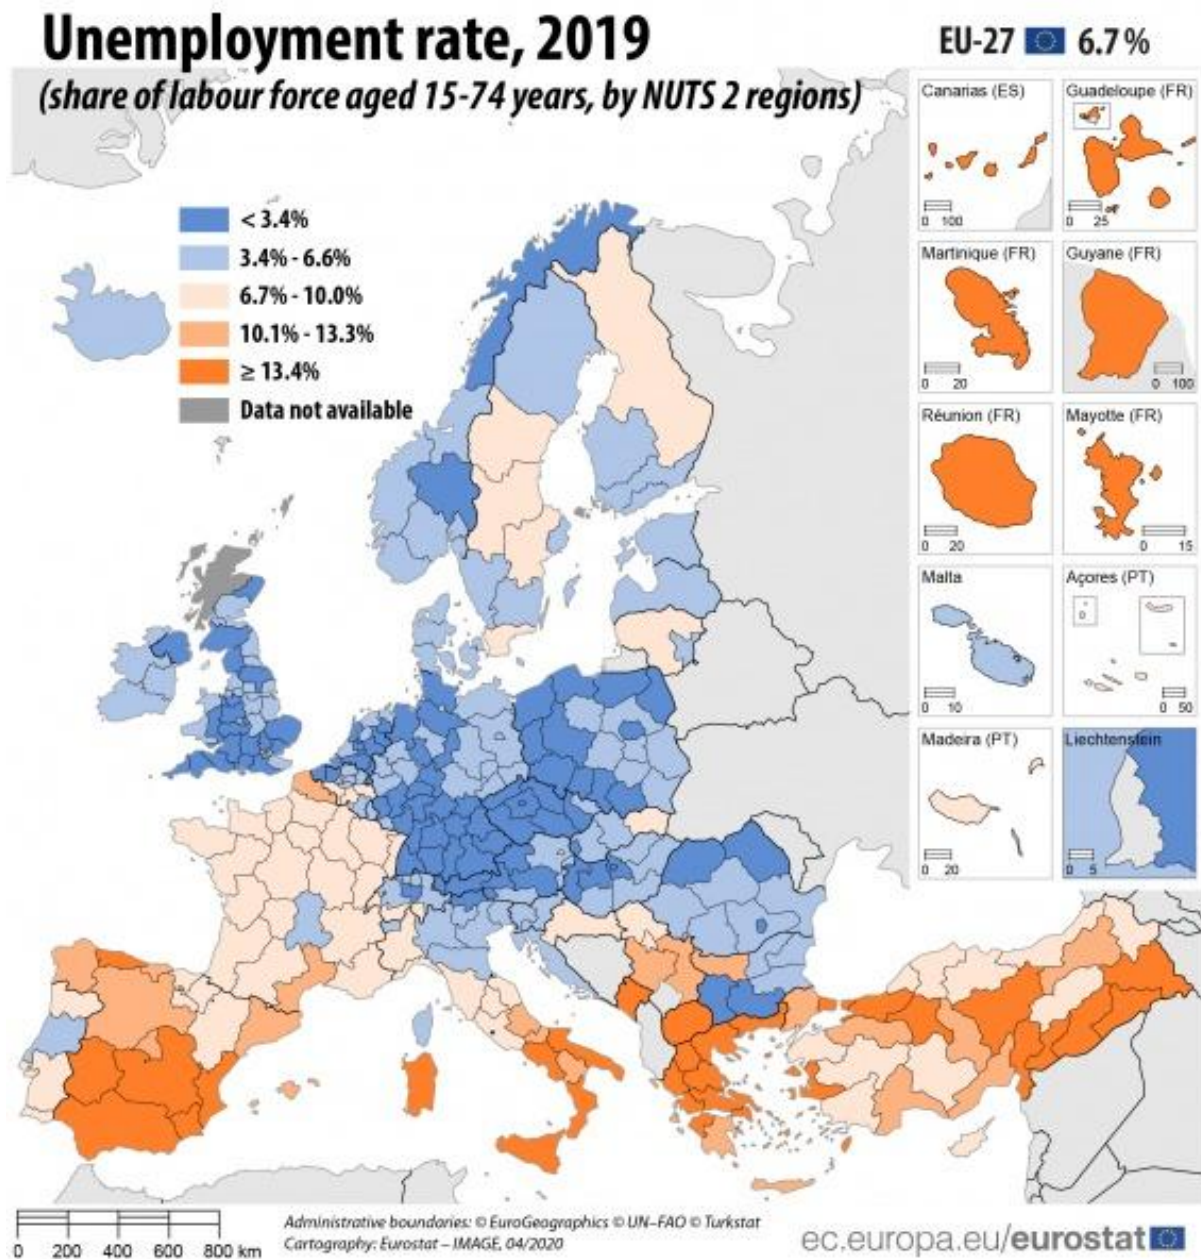 Unemployment rate, 2019
EU-27 6.7%
(share of labour force aged 15-74 years, by NUTS 2 regions)
< 3.4%
3.4% - 6.6%
6.7% - 10.0%
10.1% - 13.3%
≥ 13.4%
Data not available
Canarias (ES)
0 100
Guadeloupe (FR)
0 25
Martinique (FR)
0 20
Guyane (FR)
0 100
Réunion (FR)
0 20
Mayotte (FR)
0 15
Malta
0 10
Açores (PT)
0 50
Madeira (PT)
0 20
Liechtenstein
0 5
0 200 400 600 800 km
Administrative boundaries: © EuroGeographics © UN–FAO © Turkstat
Cartography: Eurostat – IMAGE, 04/2020
ec.europa.eu/eurostat